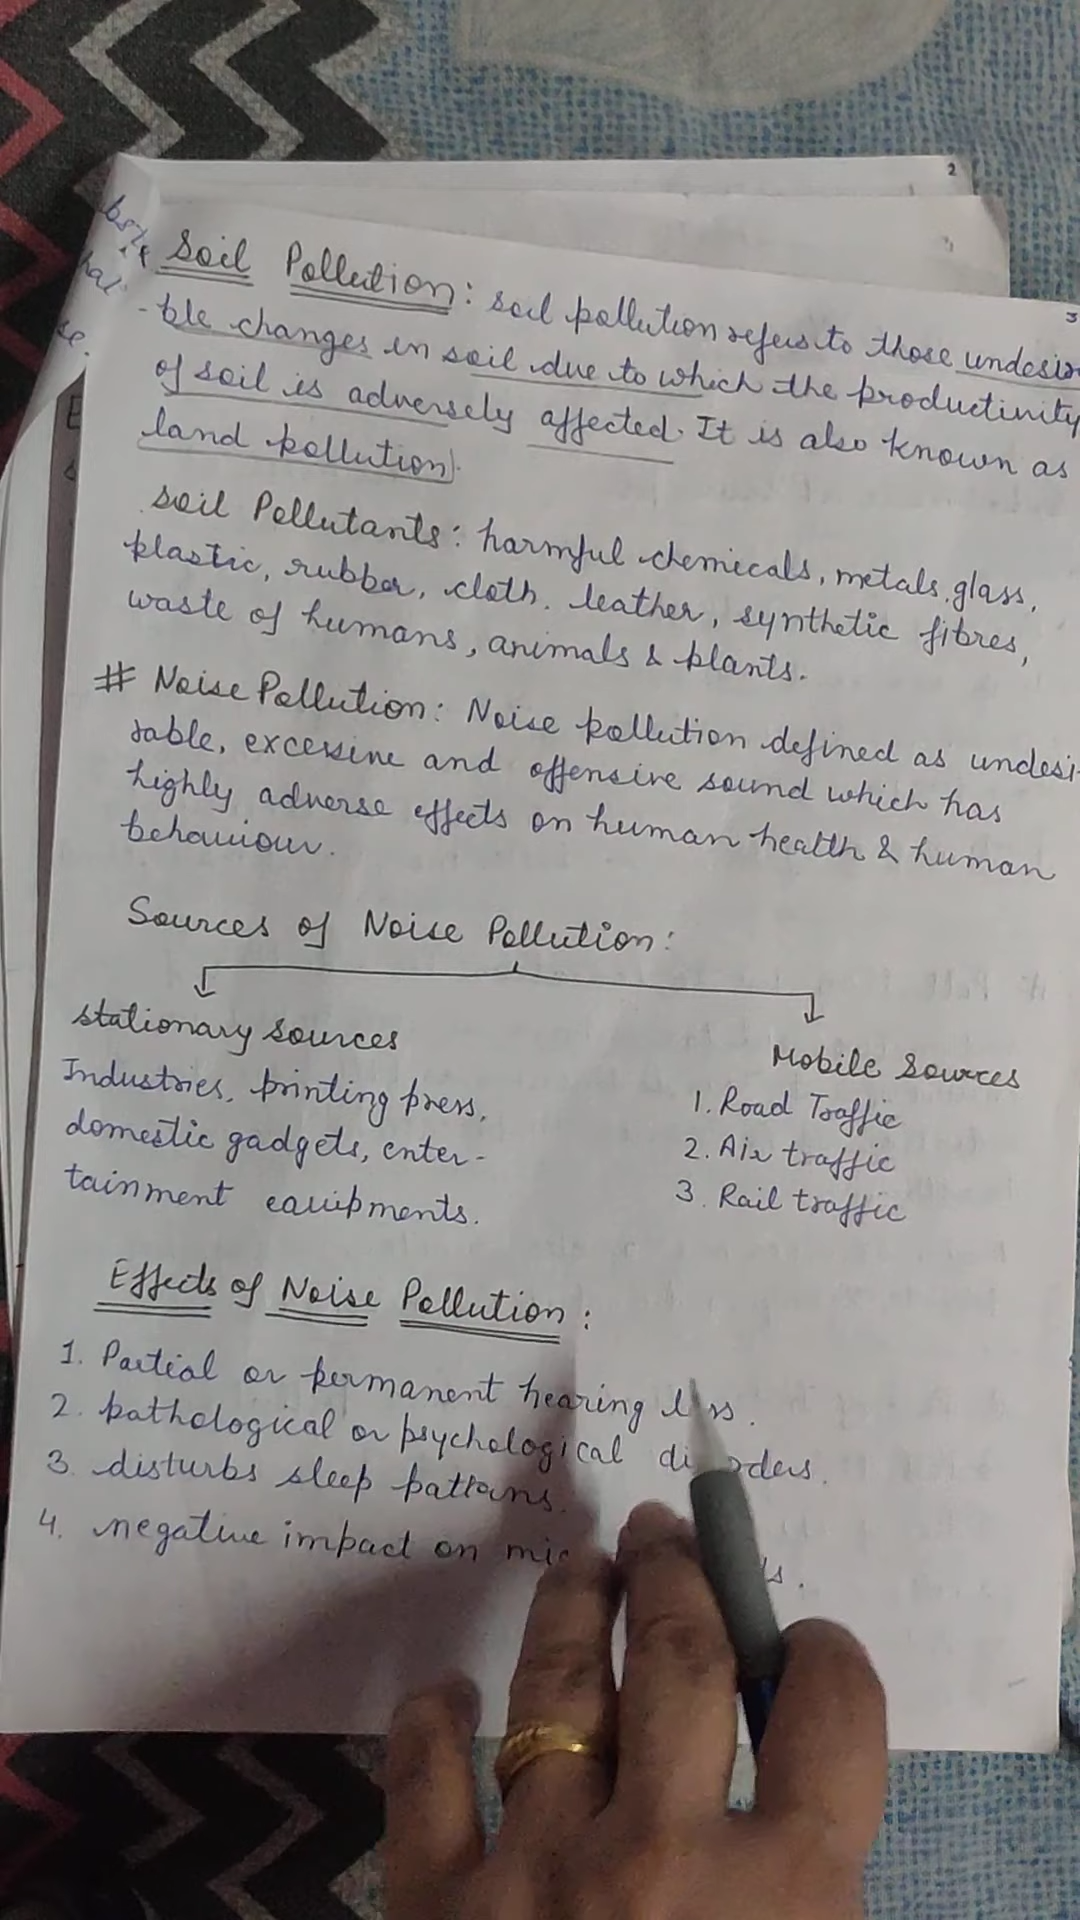 2
3
Soil Pollution: soil pollution refers to those undesira
-ble changes in soil due to which the productivity
of soil is adversely affected. It is also known as
land pollution.
soil Pollutants: harmful chemicals, metals, glass,
plastic, rubber, cloth, leather, synthetic fibres,
waste of humans, animals & plants.
# Noise Pollution: Noise pollution defined as undesi-
rable, excessive and offensive sound which has
highly adverse effects on human health & human
behaviour.
Sources of Noise Pollution:
stationary sources
Industries, printing press,
domestic gadgets, enter-
tainment equipments.
Mobile Sources
1. Road Traffic
2. Air traffic
3. Rail traffic
Effects of Noise Pollution:
1. Partial or permanent hearing loss.
2. pathological or psychological disorders.
3. disturbs sleep patterns.
4. negative impact on